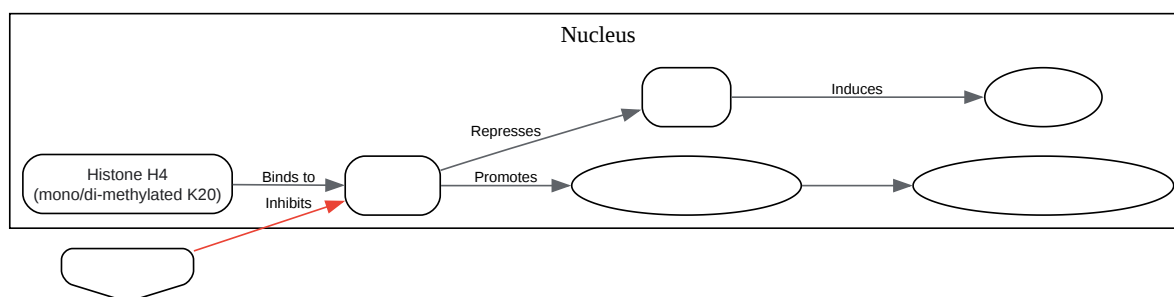 Nucleus
Induces
Represses
Histone H4
(mono/di-methylated K20)
Binds to
Promotes
Inhibits